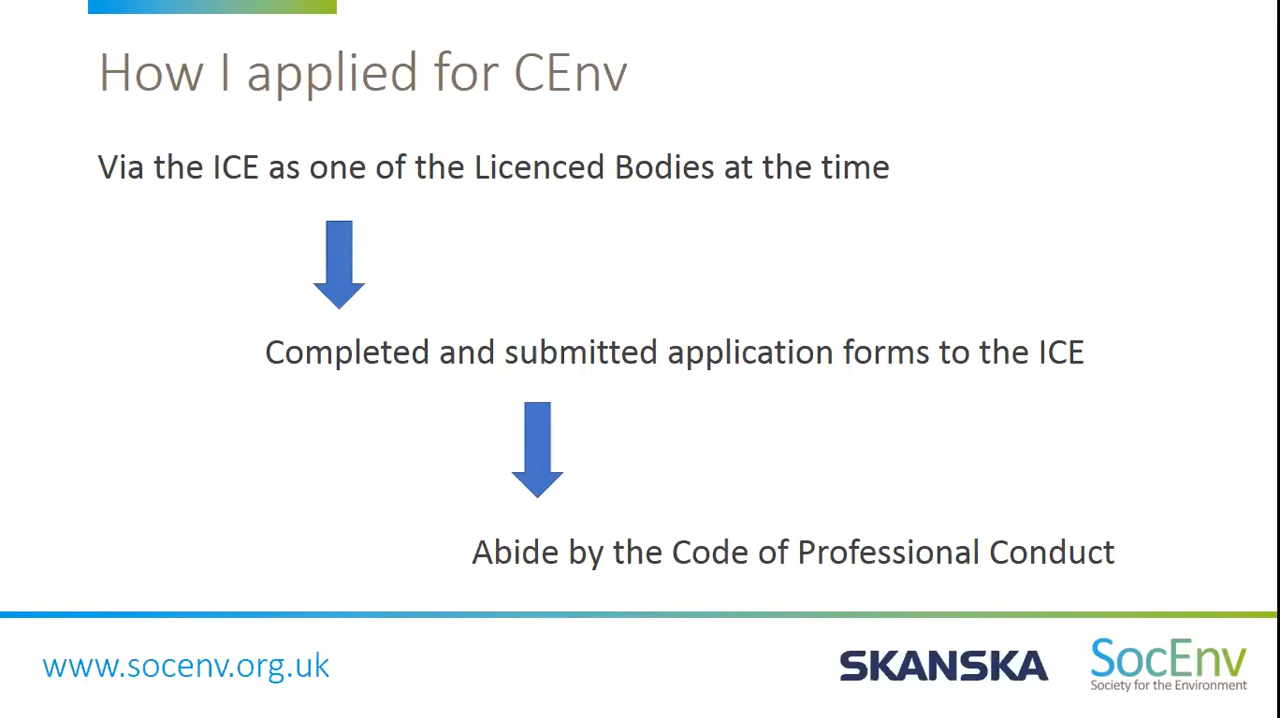 How I applied for CEnv
Via the ICE as one of the Licenced Bodies at the time
Completed and submitted application forms to the ICE
Abide by the Code of Professional Conduct
www.socenv.org.uk
SKANSKA
SocEnv
Society for the Environment